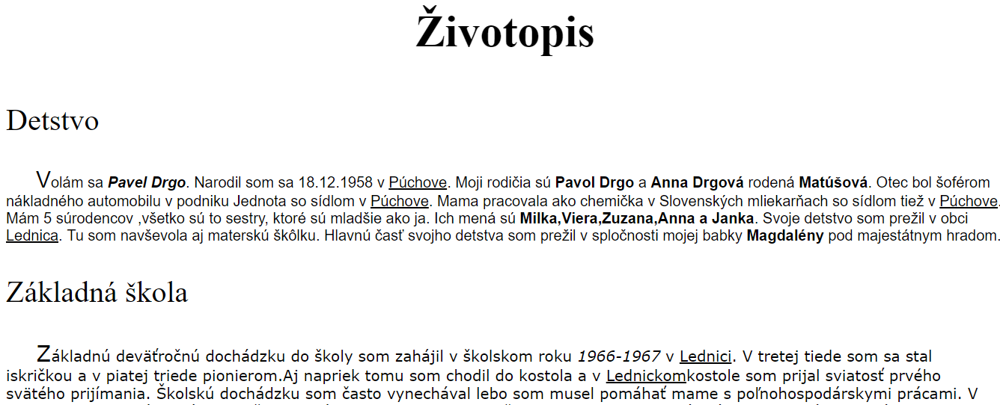 Životopis
Detstvo
Volám sa Pavel Drgo. Narodil som sa 18.12.1958 v Púchove. Moji rodičia sú Pavol Drgo a Anna Drgová rodená Matúšová. Otec bol šoférom
nákladného automobilu v podniku Jednota so sídlom v Púchove. Mama pracovala ako chemička v Slovenských mliekarňach so sídlom tiež v Púchove.
Mám 5 súrodencov ,všetko sú to sestry, ktoré sú mladšie ako ja. Ich mená sú Milka,Viera,Zuzana,Anna a Janka. Svoje detstvo som prežil v obci
Lednica. Tu som navševola aj materskú škôlku. Hlavnú časť svojho detstva som prežil v spločnosti mojej babky Magdalény pod majestátnym hradom.
Základná škola
Základnú deväťročnú dochádzku do školy som zahájil v školskom roku 1966-1967 v Lednici. V tretej tiede som sa stal
iskričkou a v piatej triede pionierom.Aj napriek tomu som chodil do kostola a v Lednickomkostole som prijal sviatosť prvého
svätého prijímania. Školskú dochádzku som často vynechával lebo som musel pomáhať mame s poľnohospodárskymi prácami. V